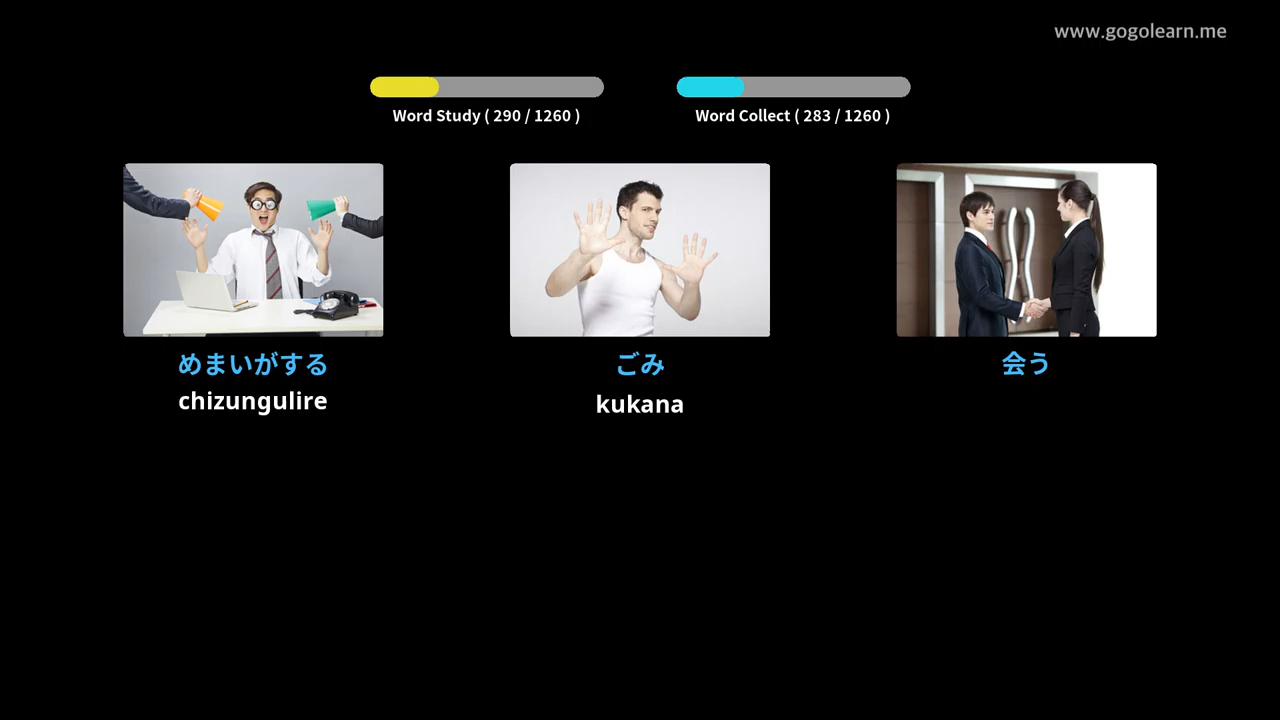 www.gogolearn.me
Word Study ( 290 / 1260 )
Word Collect ( 283 / 1260 )
めまいがする
ごみ
会う
chizungulire
kukana